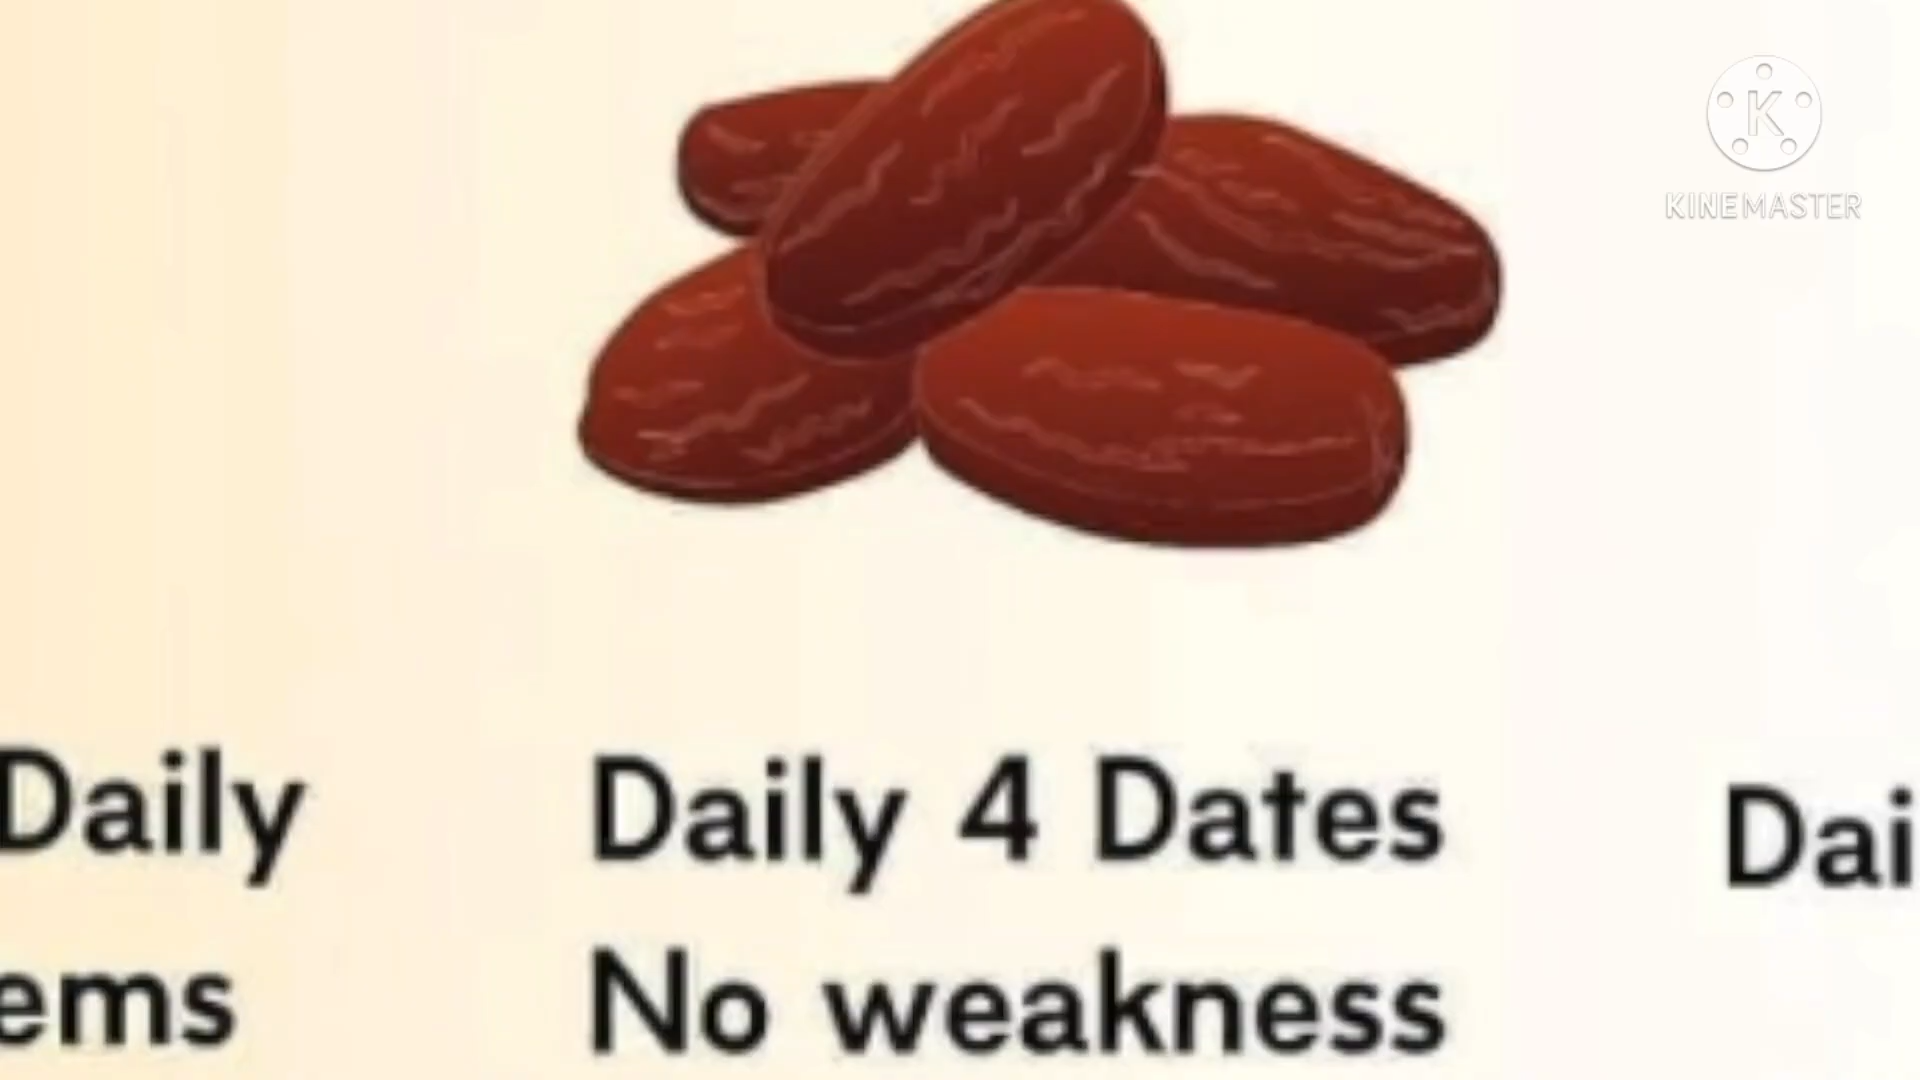 K
KINEMASTER
Daily
ems
Daily 4 Dates
No weakness
Dai